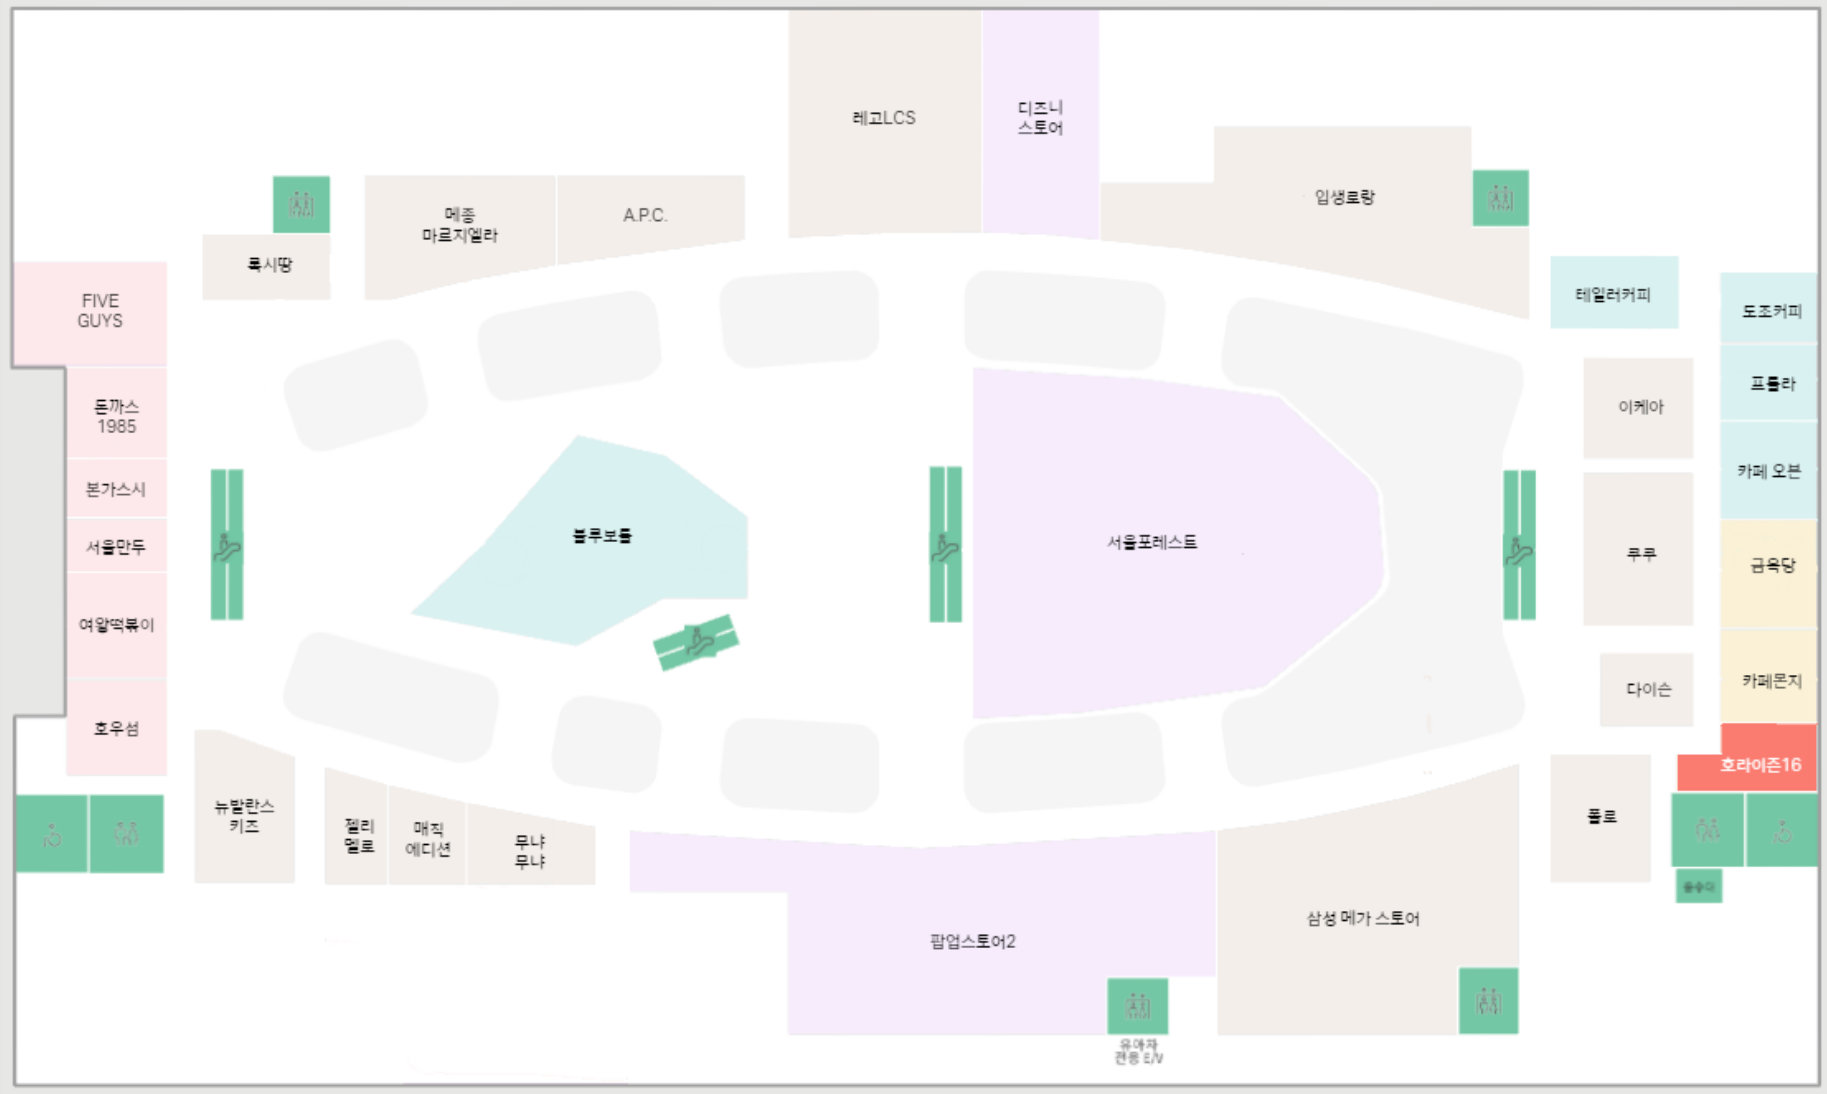 레고LCS
디즈니
스토어
입생로랑
메종
마르지엘라
A.P.C.
록시땅
FIVE
GUYS
테일러커피
도조커피
돈까스
1985
이케아
프롤라
카페 오븐
본가스시
서울만두
블루보틀
서울포레스트
쿠쿠
금옥당
여왕떡볶이
다이슨
카페몬지
호우섬
호라이즌16
뉴발란스
키즈
젤리
멜로
매직
에디션
무냐
무냐
폴로
팝업스토어2
삼성 메가 스토어
유아차
전용 E/V